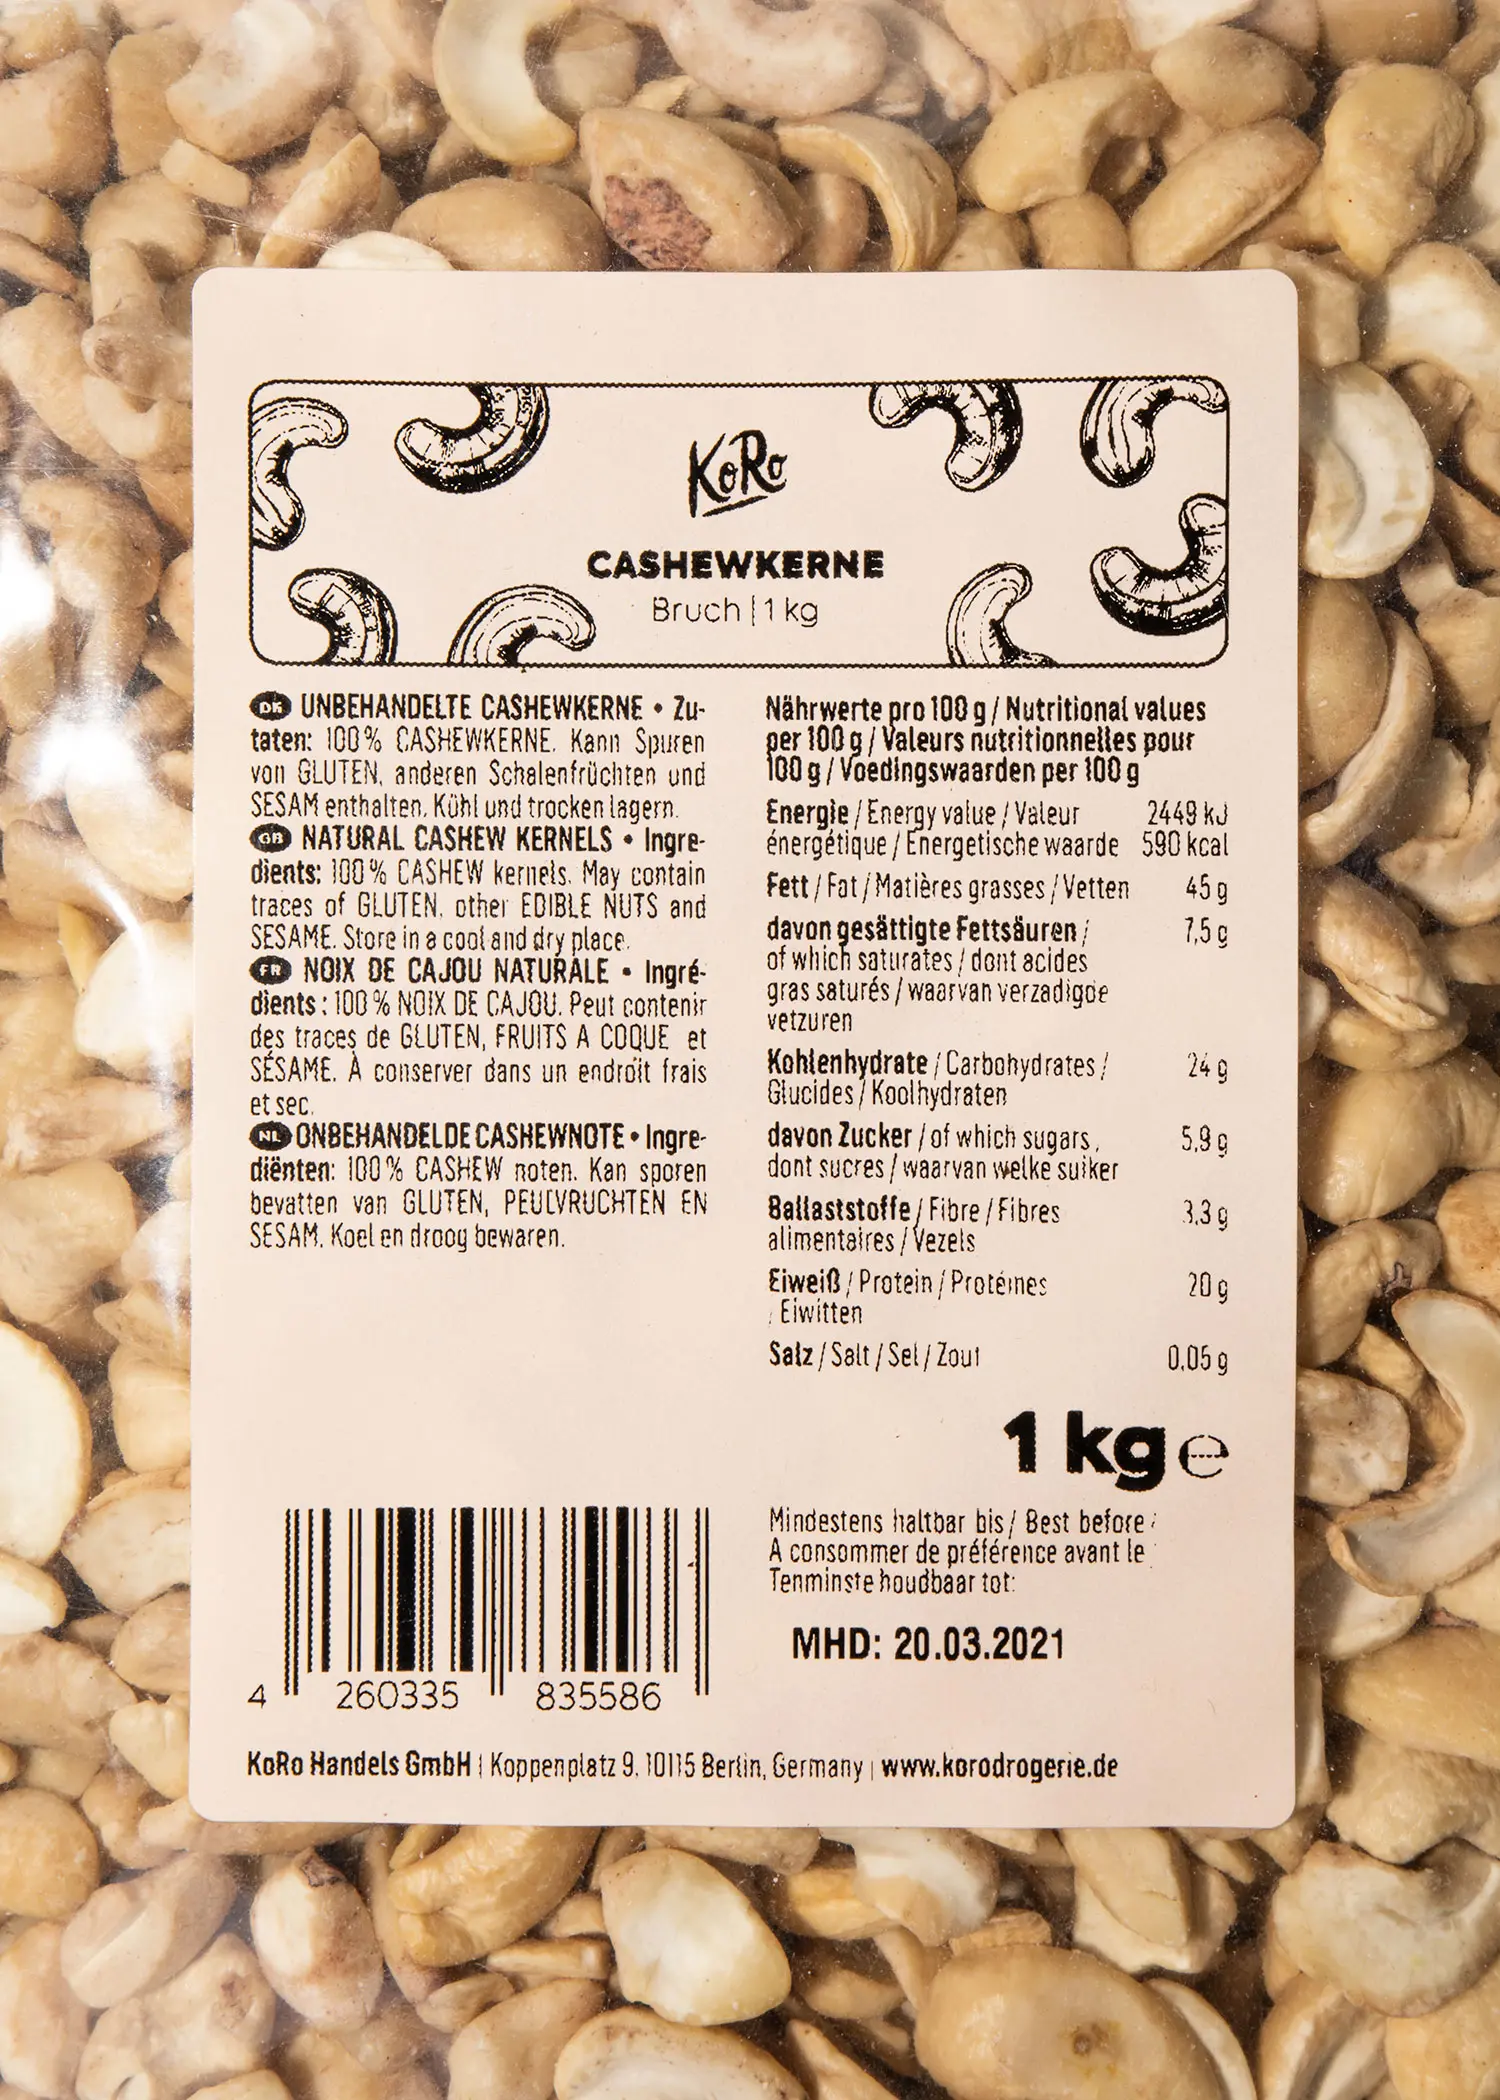 KoRo
CASHEWKERNE
Bruch | 1 kg
UNBEHANDELTE CASHEWKERNE • Zu-
taten: 100% CASHEWKERNE. Kann Spuren
von GLUTEN, anderen Schalenfrüchten und
SESAM enthalten. Kühl und trocken lagern.
GB NATURAL CASHEW KERNELS • Ingre-
dients: 100% CASHEW kernels. May contain
traces of GLUTEN, other EDIBLE NUTS and
SESAME. Store in a cool and dry place.
FR NOIX DE CAJOU NATURALE • Ingré-
dients : 100% NOIX DE CAJOU. Peut contenir
des traces de GLUTEN, FRUITS A COQUE et
SÉSAME. À conserver dans un endroit frais
et sec.
NL ONBEHANDELDE CASHEWNOTE • Ingre-
diënten: 100% CASHEW noten. Kan sporen
bevatten van GLUTEN, PEULVRUCHTEN EN
SESAM. Koel en droog bewaren.
Nährwerte pro 100 g / Nutritional values
per 100 g / Valeurs nutritionnelles pour
100 g / Voedingswaarden per 100 g
Energie / Energy value / Valeur 2449 kJ
énergétique / Energetische waarde 590 kcal
Fett / Fat / Matières grasses / Vetten 45 g
davon gesättigte Fettsäuren / 7,5 g
of which saturates / dont acides
gras saturés / waarvan verzadigde
vetzuren
Kohlenhydrate / Carbohydrates / 24 g
Glucides / Koolhydraten
davon Zucker / of which sugars, 5,9 g
dont sucres / waarvan welke suiker
Ballaststoffe / Fibre / Fibres 3,3 g
alimentaires / Vezels
Eiweiß / Protein / Protéines 20 g
/ Eiwitten
Salz / Salt / Sel / Zout 0,05 g
1 kg ℮
Mindestens haltbar bis / Best before /
A consommer de préférence avant le :
Tenminste houdbaar tot:
MHD: 20.03.2021
4 260335 835586
KoRo Handels GmbH | Koppenplatz 9, 10115 Berlin, Germany | www.korodrogerie.de